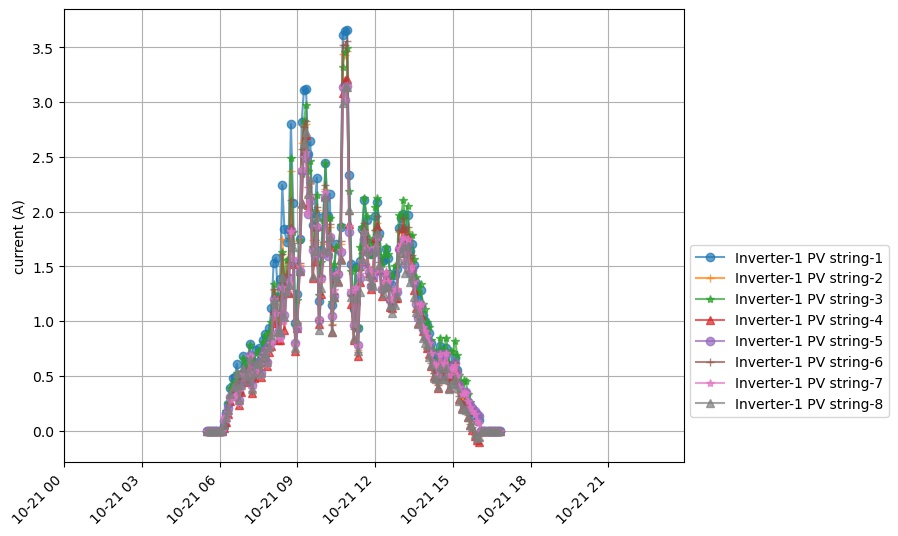 current (A)
3.5
3.0
2.5
2.0
1.5
1.0
0.5
0.0
10-21 00
10-21 03
10-21 06
10-21 09
10-21 12
10-21 15
10-21 18
10-21 21
Inverter-1 PV string-1
Inverter-1 PV string-2
Inverter-1 PV string-3
Inverter-1 PV string-4
Inverter-1 PV string-5
Inverter-1 PV string-6
Inverter-1 PV string-7
Inverter-1 PV string-8